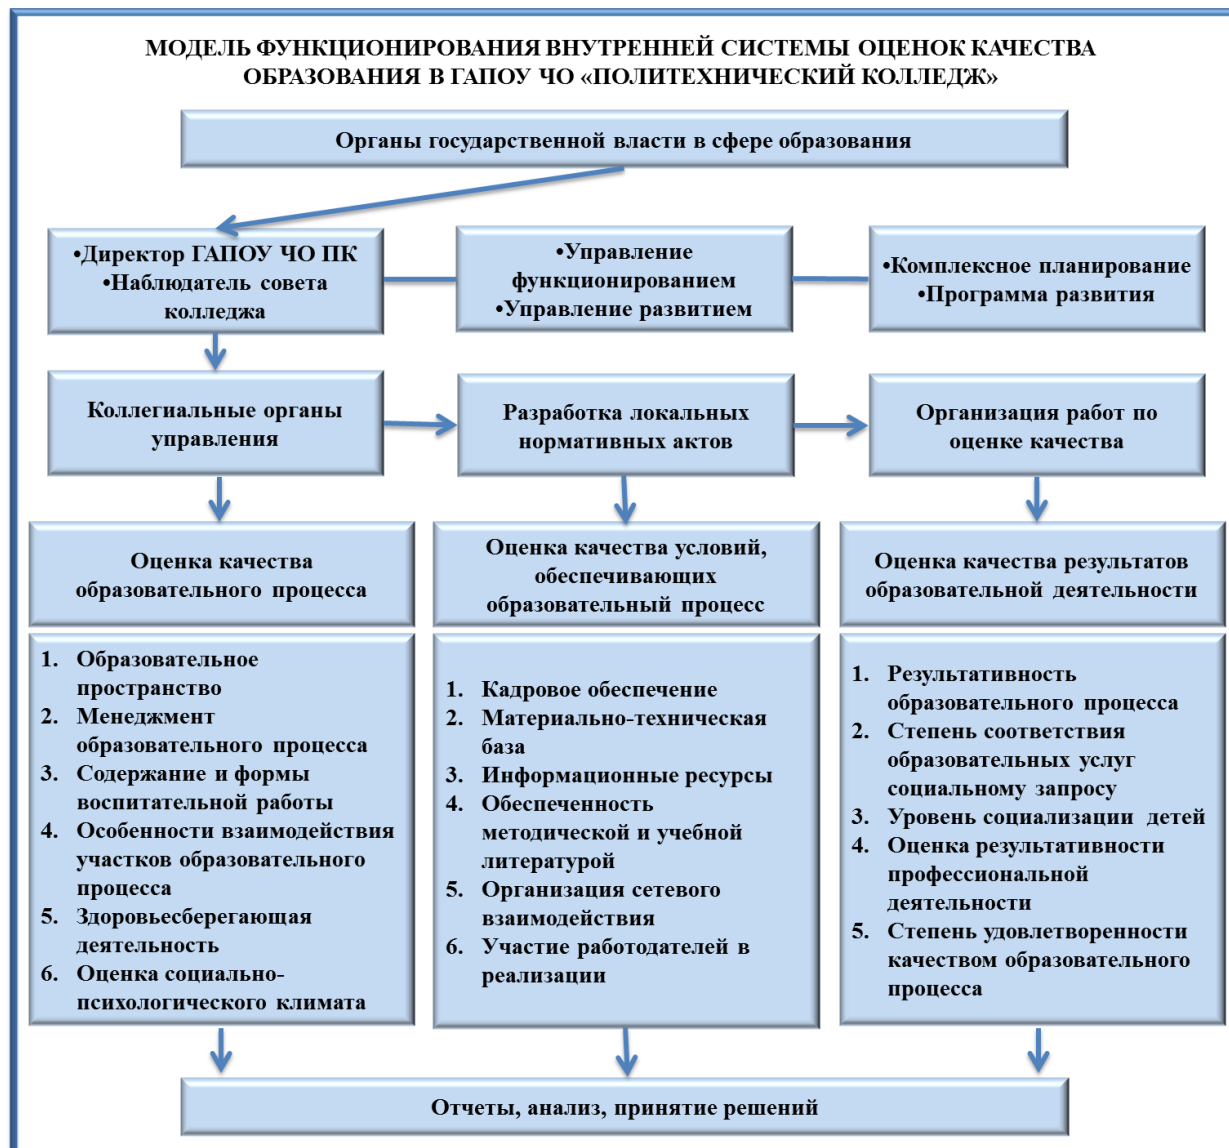 МОДЕЛЬ ФУНКЦИОНИРОВАНИЯ ВНУТРЕННЕЙ СИСТЕМЫ ОЦЕНОК КАЧЕСТВА
ОБРАЗОВАНИЯ В ГАПОУ ЧО «ПОЛИТЕХНИЧЕСКИЙ КОЛЛЕДЖ»
Органы государственной власти в сфере образования
•Директор ГАПОУ ЧО ПК
•Наблюдатель совета
колледжа
•Управление
функционированием
•Управление развитием
•Комплексное планирование
•Программа развития
Коллегиальные органы
управления
Разработка локальных
нормативных актов
Организация работ по
оценке качества
Оценка качества
образовательного процесса
Оценка качества условий,
обеспечивающих
образовательный процесс
Оценка качества результатов
образовательной деятельности
1. Образовательное
пространство
2. Менеджмент
образовательного процесса
3. Содержание и формы
воспитательной работы
4. Особенности взаимодействия
участков образовательного
процесса
5. Здоровьесберегающая
деятельность
6. Оценка социально-
психологического климата
1. Кадровое обеспечение
2. Материально-техническая
база
3. Информационные ресурсы
4. Обеспеченность
методической и учебной
литературой
5. Организация сетевого
взаимодействия
6. Участие работодателей в
реализации
1. Результативность
образовательного процесса
2. Степень соответствия
образовательных услуг
социальному запросу
3. Уровень социализации детей
4. Оценка результативности
профессиональной
деятельности
5. Степень удовлетворенности
качеством образовательного
процесса
Отчеты, анализ, принятие решений